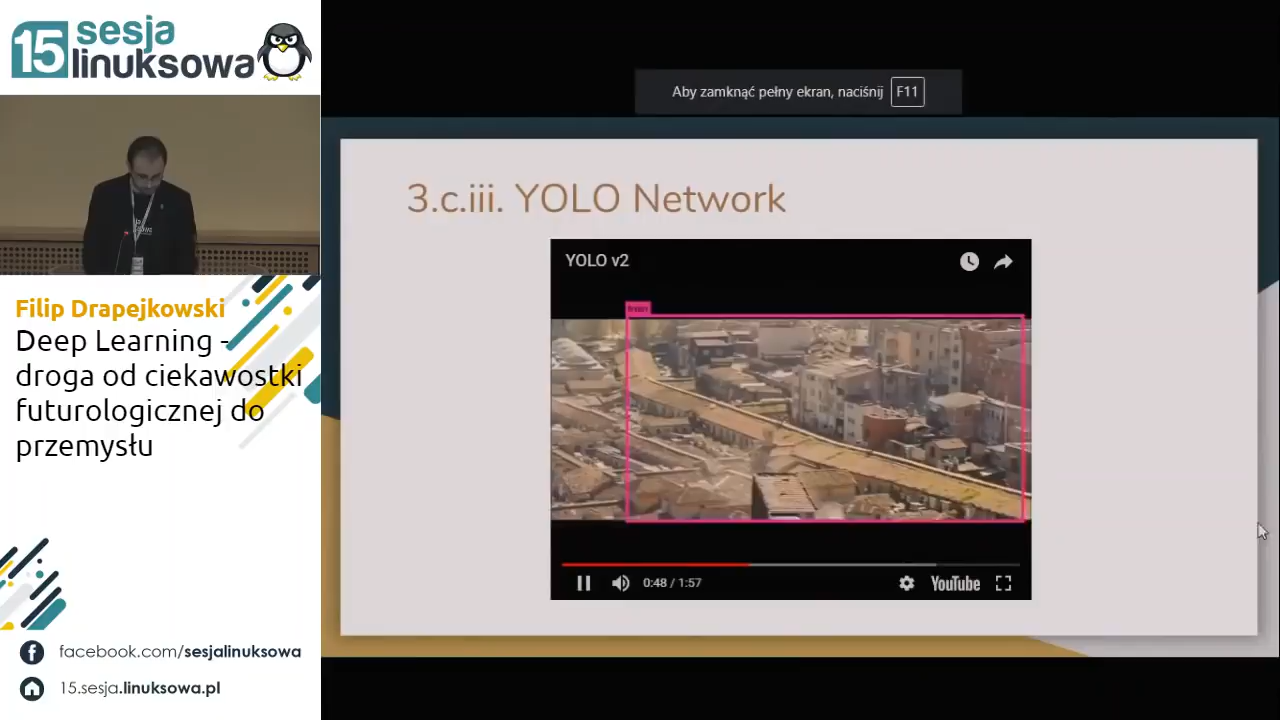 15 sesja
linuksowa
Filip Drapejkowski
Deep Learning -
droga od ciekawostki
futurologicznej do
przemysłu
facebook.com/sesjalinuksowa
15.sesja.linuksowa.pl
Aby zamknąć pełny ekran, naciśnij F11
3.c.iii. YOLO Network
YOLO v2
0:48 / 1:57
YouTube